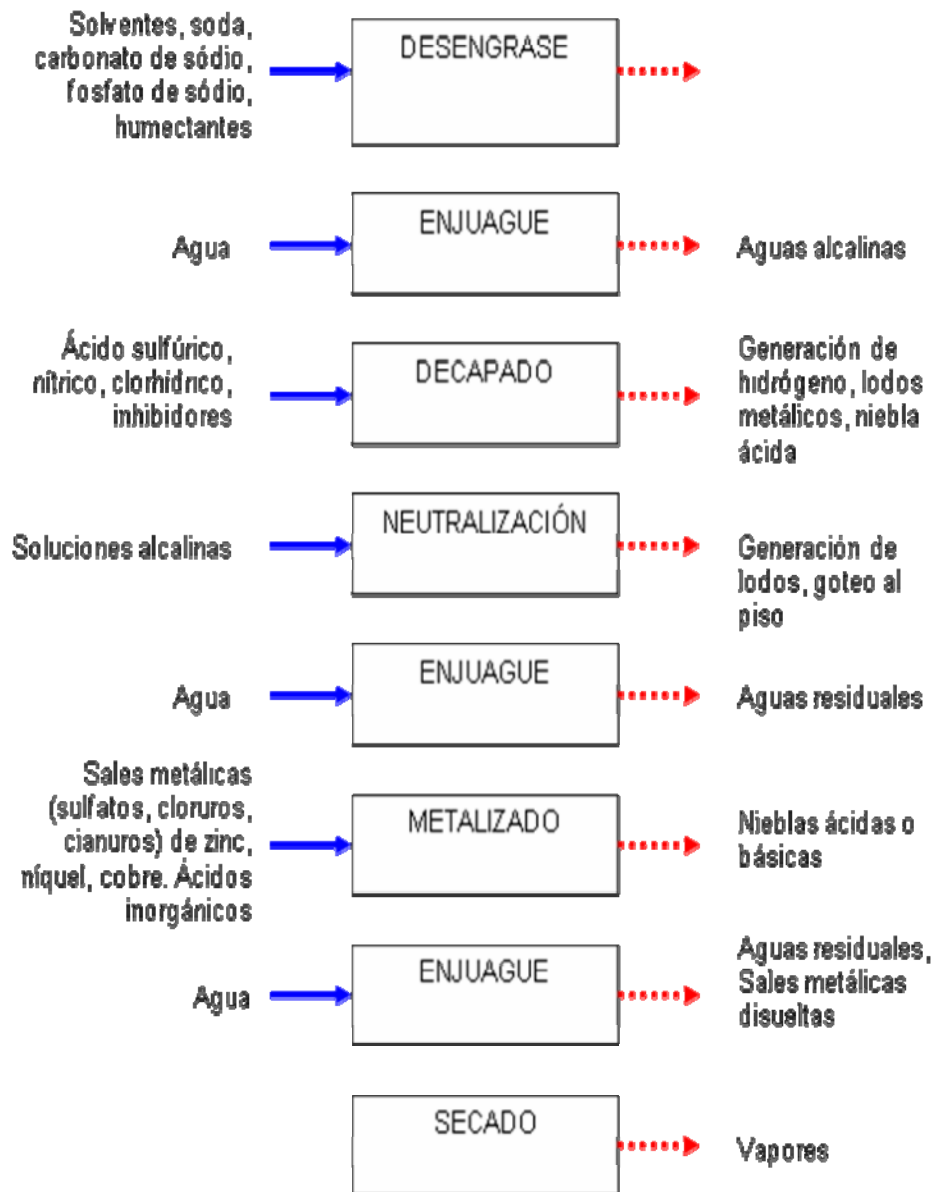 Solventes, soda,
carbonato de sódio,
fosfato de sódio,
humectantes
DESENGRASE
Agua
ENJUAGUE
Aguas alcalinas
Ácido sulfúrico,
nítrico, clorhídrico,
inhibidores
DECAPADO
Generación de
hidrógeno, lodos
metálicos, niebla
ácida
Soluciones alcalinas
NEUTRALIZACIÓN
Generación de
lodos, goteo al
piso
Agua
ENJUAGUE
Aguas residuales
Sales metálicas
(sulfatos, cloruros,
cianuros) de zinc,
níquel, cobre. Ácidos
inorgánicos
METALIZADO
Nieblas ácidas o
básicas
Agua
ENJUAGUE
Aguas residuales,
Sales metálicas
disueltas
SECADO
Vapores